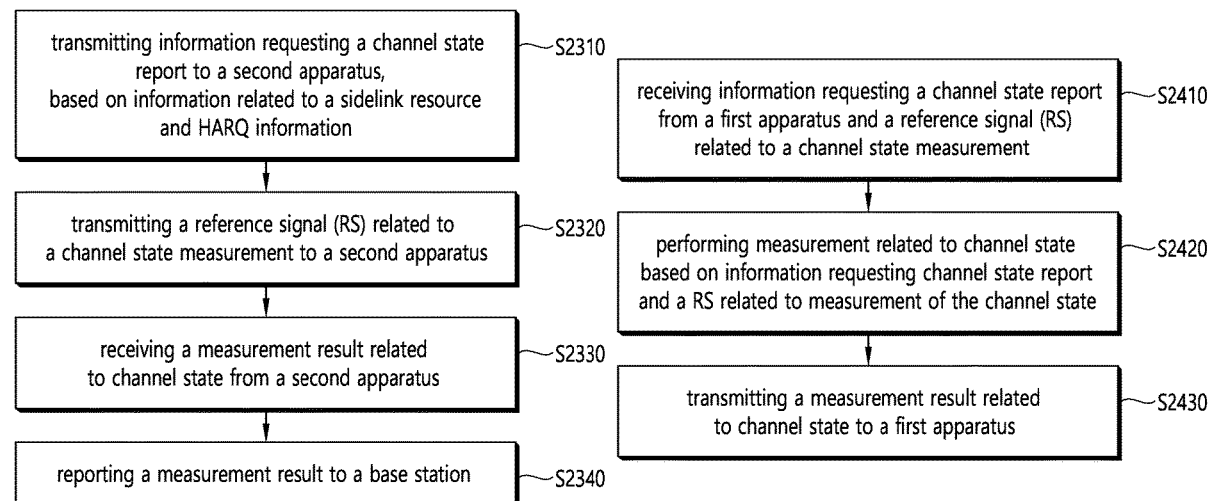 transmitting information requesting a channel state
report to a second apparatus,
based on information related to a sidelink resource
and HARQ information
S2310
transmitting a reference signal (RS) related to
a channel state measurement to a second apparatus
S2320
receiving a measurement result related
to channel state from a second apparatus
S2330
reporting a measurement result to a base station
S2340
receiving information requesting a channel state report
from a first apparatus and a reference signal (RS)
related to a channel state measurement
S2410
performing measurement related to channel state
based on information requesting channel state report
and a RS related to measurement of the channel state
S2420
transmitting a measurement result related
to channel state to a first apparatus
S2430